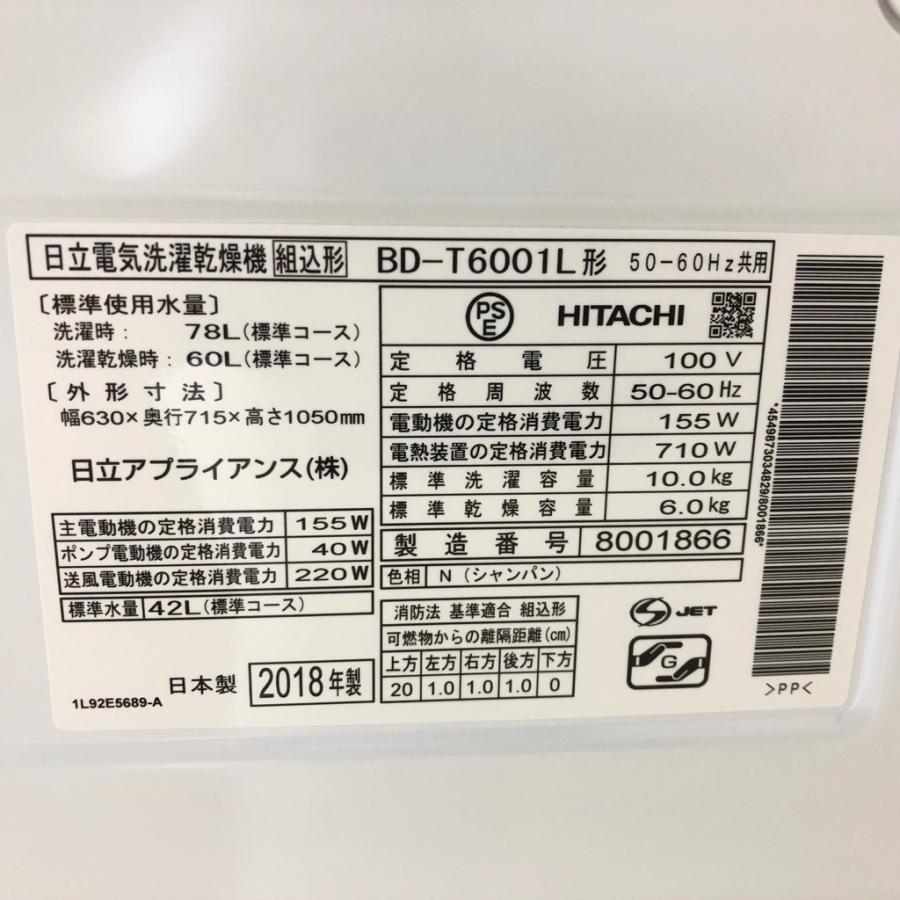 日立電気洗濯乾燥機 組込形 BD-T6001L形 50-60Hz共用
〔標準使用水量〕
洗濯時： 78L(標準コース)
洗濯乾燥時：60L(標準コース)
〔外形寸法〕
幅630×奥行715×高さ1050mm
日立アプライアンス(株)
主電動機の定格消費電力 155W
ポンプ電動機の定格消費電力 40W
送風電動機の定格消費電力 220W
標準水量 42L(標準コース)
日本製 2018年製
1L92E5689-A
PSE HITACHI
定格電圧 100V
定格周波数 50-60Hz
電動機の定格消費電力 155W
電熱装置の定格消費電力 710W
標準洗濯容量 10.0kg
標準乾燥容量 6.0kg
製造番号 8001866
色相 N（シャンパン）
消防法 基準適合 組込形
可燃物からの離隔距離(cm)
上方 左方 右方 後方 下方
20 1.0 1.0 1.0 0
S JET
G
*4549873034829/8001866*
>PP<